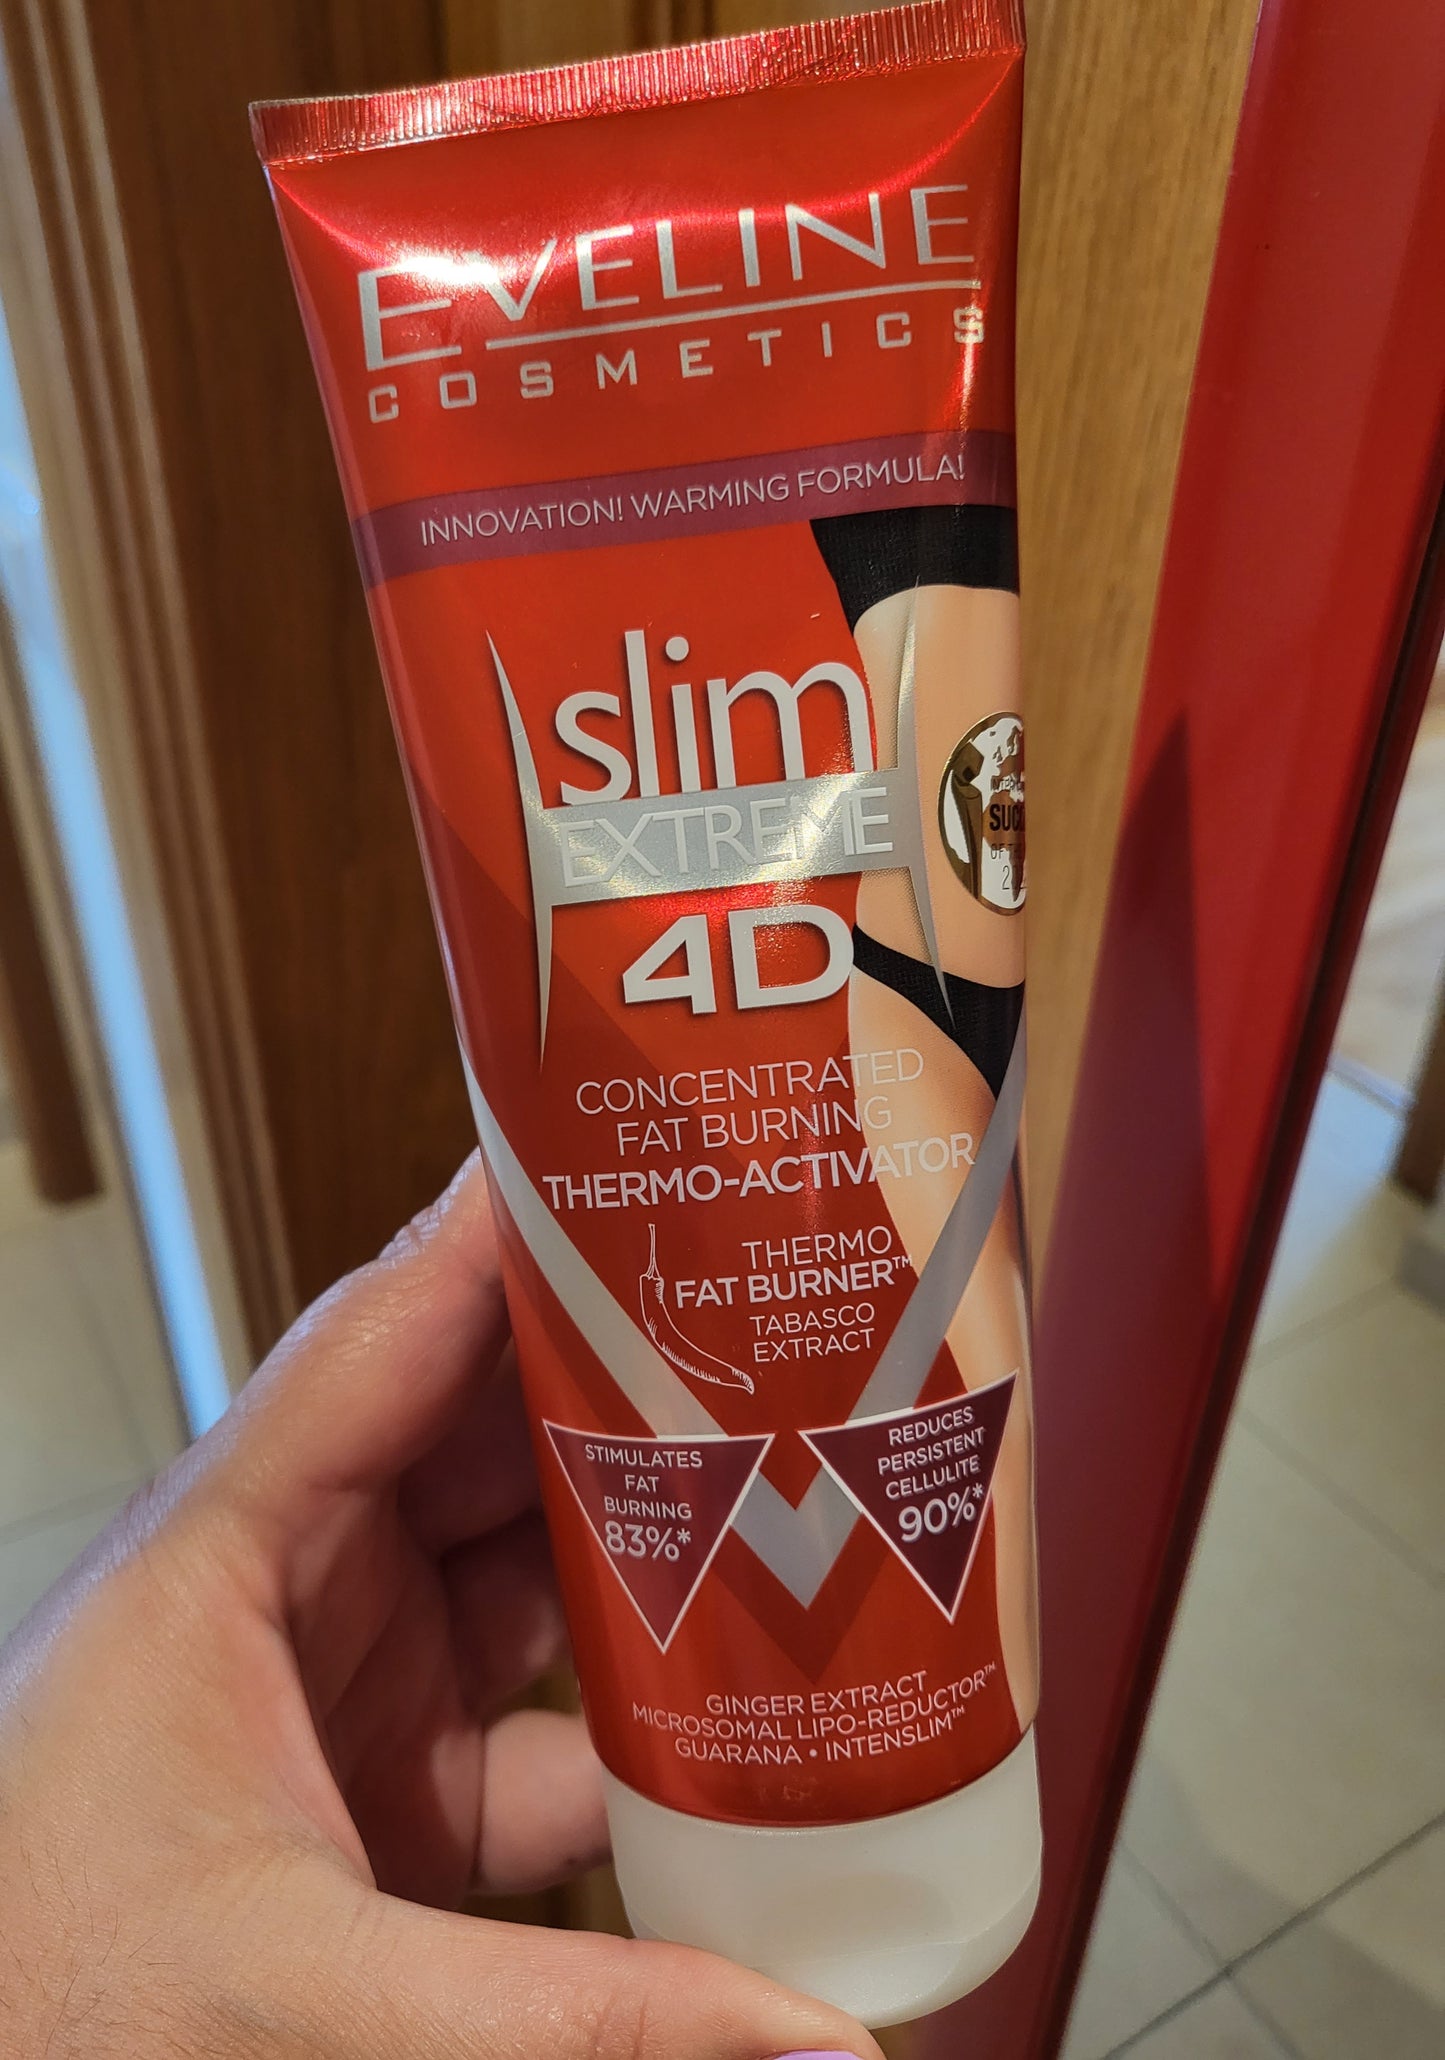 EVELINE
COSMETICS
INNOVATION! WARMING FORMULA!
slim
EXTREME
4D
CONCENTRATED
FAT BURNING
THERMO-ACTIVATOR
THERMO
FAT BURNER™
TABASCO
EXTRACT
STIMULATES
FAT
BURNING
83%*
REDUCES
PERSISTENT
CELLULITE
90%*
GINGER EXTRACT
MICROSOMAL LIPO-REDUCTOR™
GUARANA • INTENSLIM™